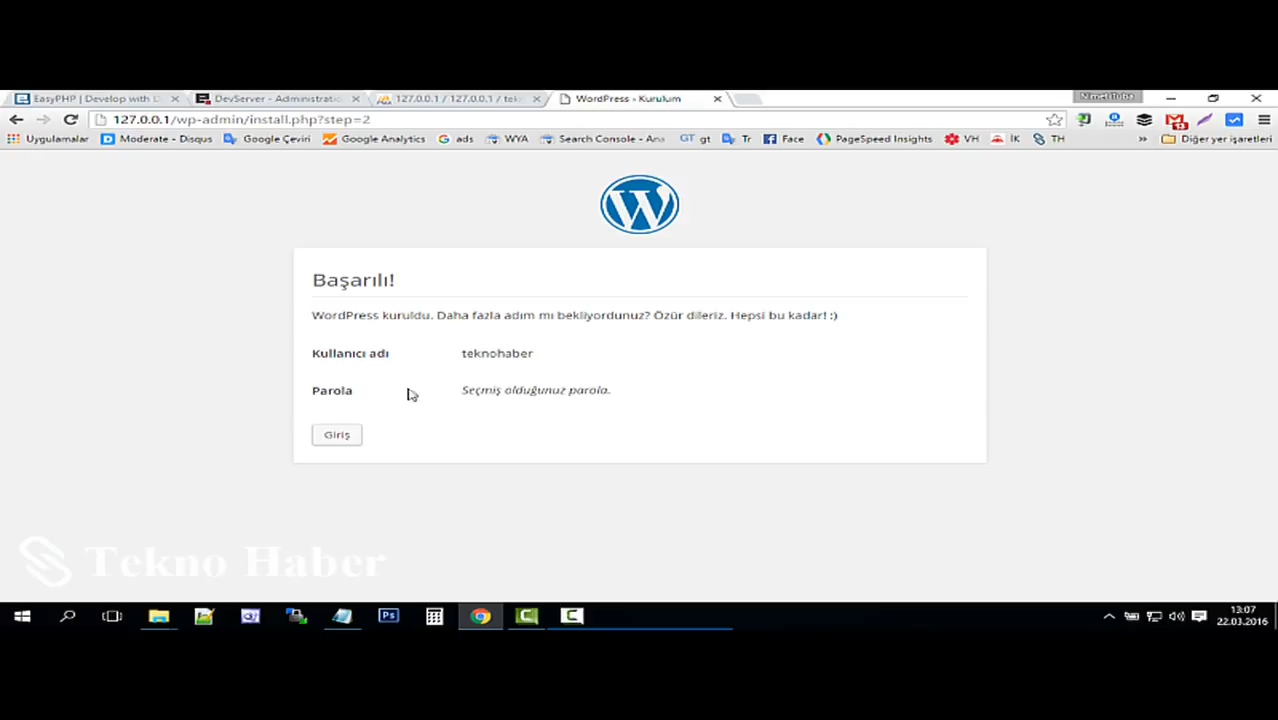 EasyPHP | Develop with D
DevServer - Administratio
127.0.0.1 / 127.0.0.1 / tek
WordPress › Kurulum
NimetTuba
127.0.0.1/wp-admin/install.php?step=2
13
Uygulamalar
Moderate - Disqus
Google Çeviri
Google Analytics
G ads
WYA
Search Console - Ana
GT gt
Tr
Face
PageSpeed Insights
VH
İK
TH
»
Diğer yer işaretleri
W
Başarılı!
WordPress kuruldu. Daha fazla adım mı bekliyordunuz? Özür dileriz. Hepsi bu kadar! :)
Kullanıcı adı teknohaber
Parola Seçmiş olduğunuz parola.
Giriş
Tekno Haber
Ps
13:07
22.03.2016